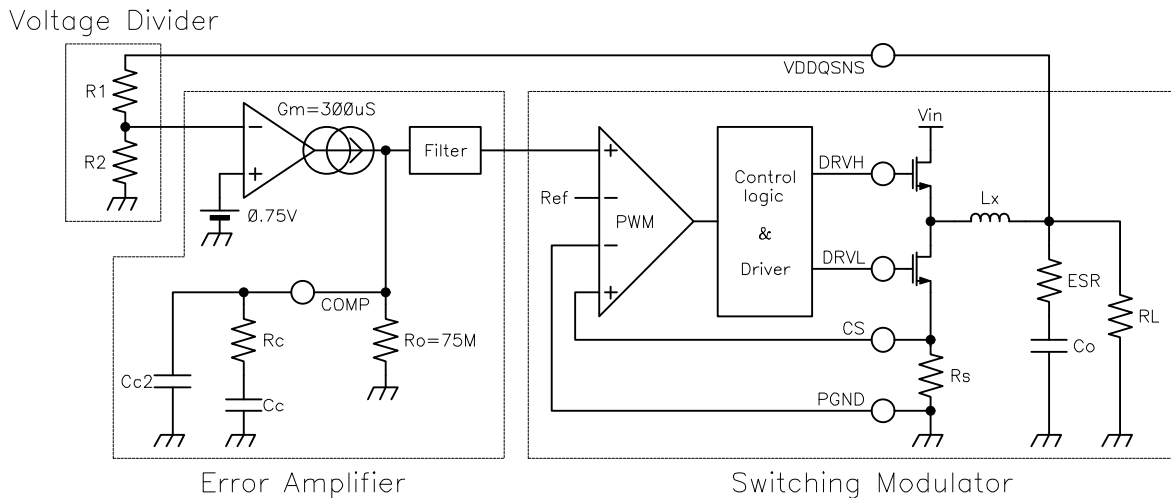 Voltage Divider
VDDQSNS
R1
R2
Gm=300uS
0.75V
Filter
Ref
PWM
Control
logic
&
Driver
DRVH
DRVL
Vin
Lx
ESR
Co
RL
COMP
Rc
Ro=75M
Cc2
Cc
CS
Rs
PGND
Error Amplifier
Switching Modulator